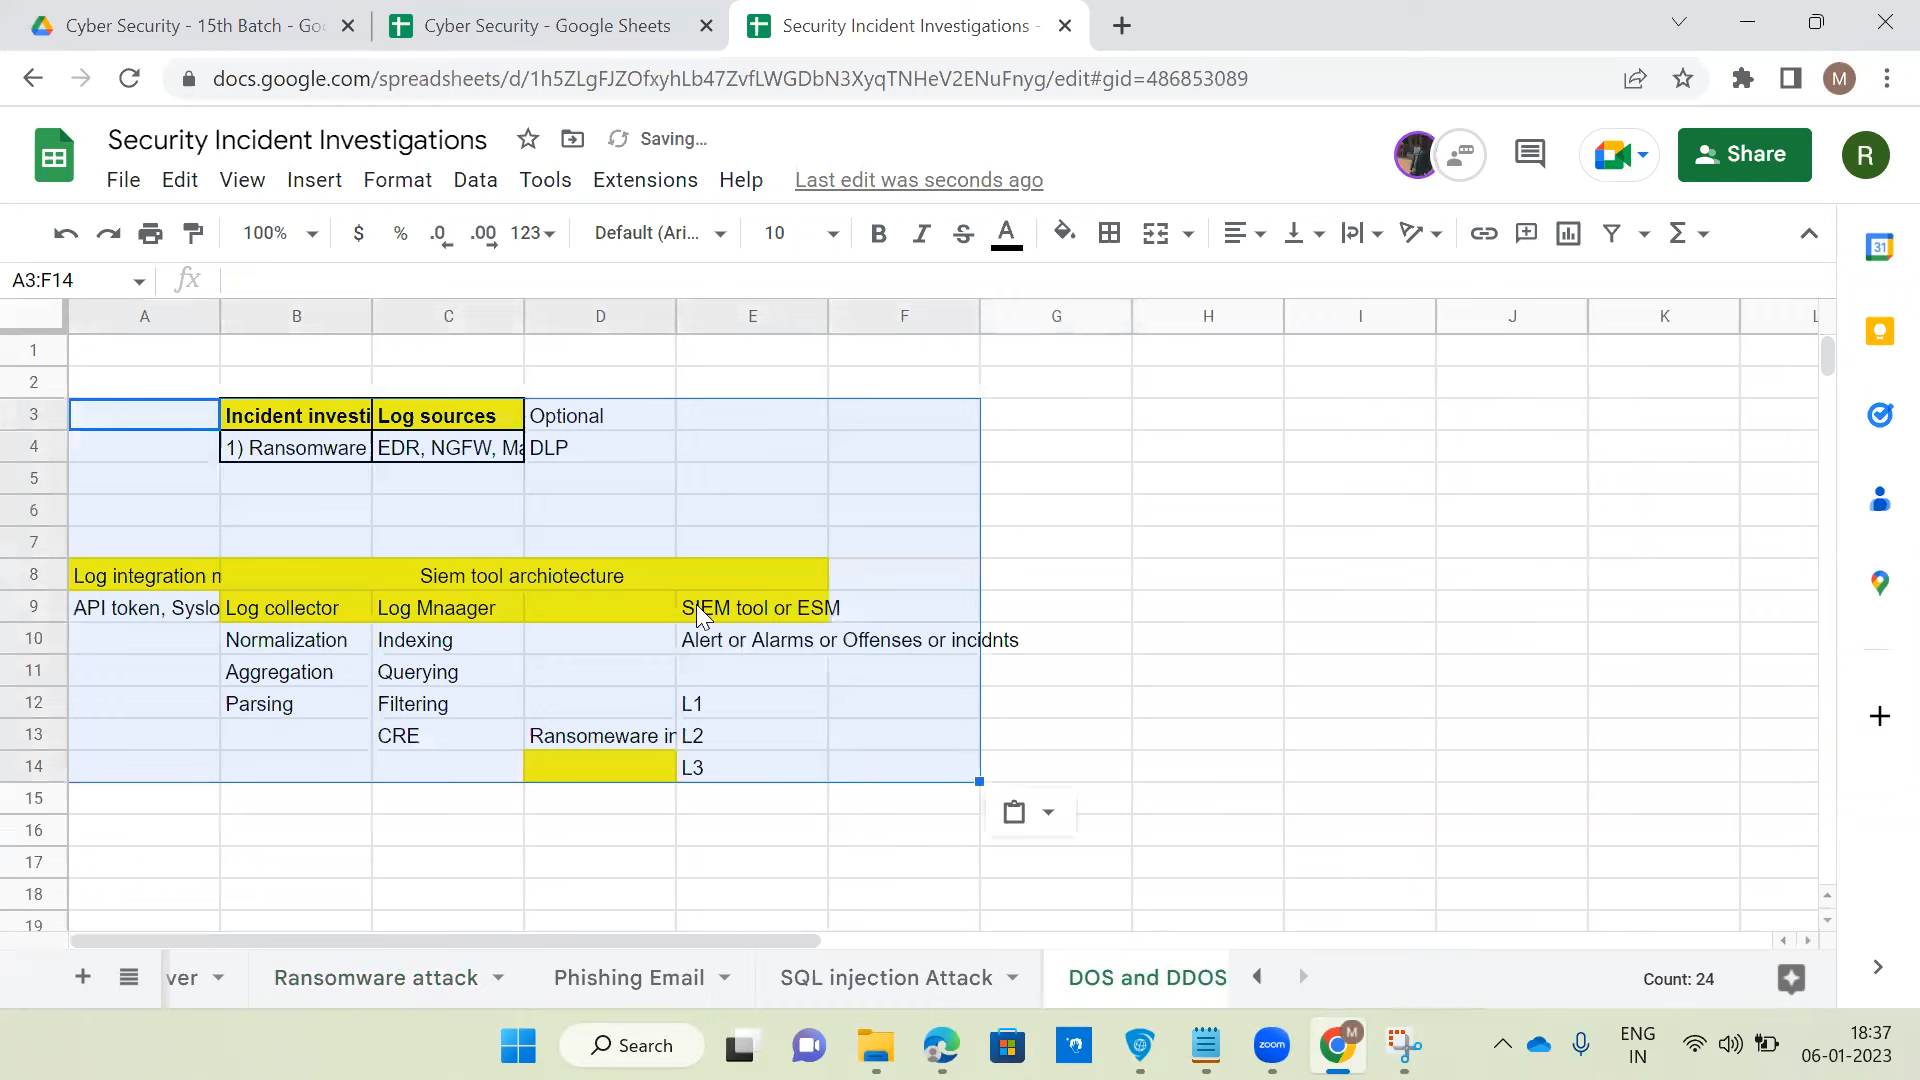 Cyber Security - 15th Batch - Go
Cyber Security - Google Sheets
Security Incident Investigations -
docs.google.com/spreadsheets/d/1h5ZLgFJZOfxyhLb47ZvfLWGDbN3XyqTNHeV2ENuFnyg/edit#gid=486853089
M
Security Incident Investigations
Saving...
Share
R
File Edit View Insert Format Data Tools Extensions Help Last edit was seconds ago
100% $ % .0 .00 123 Default (Ari... 10 B I S A
31
A3:F14
fx
A B C D E F G H I J K L
1
2
3 Incident investi Log sources Optional
4 1) Ransomware EDR, NGFW, Ma DLP
5
6
7
8 Log integration n Siem tool archiotecture
9 API token, Syslo Log collector Log Mnaager SIEM tool or ESM
10 Normalization Indexing Alert or Alarms or Offenses or incidnts
11 Aggregation Querying
12 Parsing Filtering L1
13 CRE Ransomeware in L2
14 L3
15
16
17
18
19
ver Ransomware attack Phishing Email SQL injection Attack DOS and DDOS Count: 24
Search
zoom
M
ENG
IN
18:37
06-01-2023